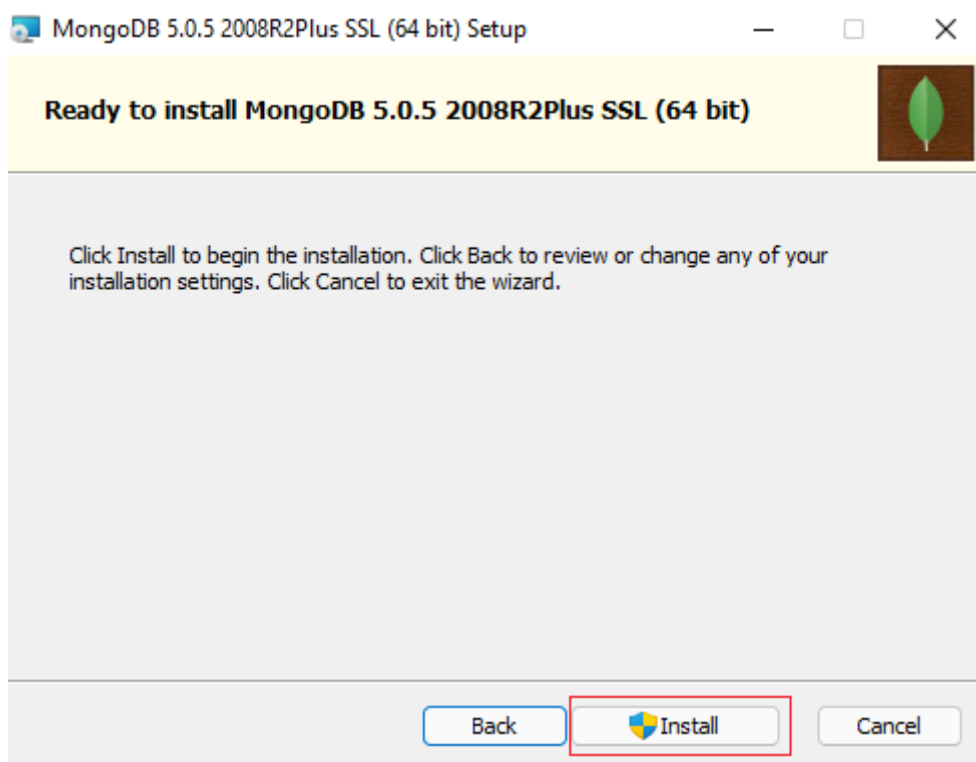 MongoDB 5.0.5 2008R2Plus SSL (64 bit) Setup
Ready to install MongoDB 5.0.5 2008R2Plus SSL (64 bit)
Click Install to begin the installation. Click Back to review or change any of your
installation settings. Click Cancel to exit the wizard.
Back Install Cancel